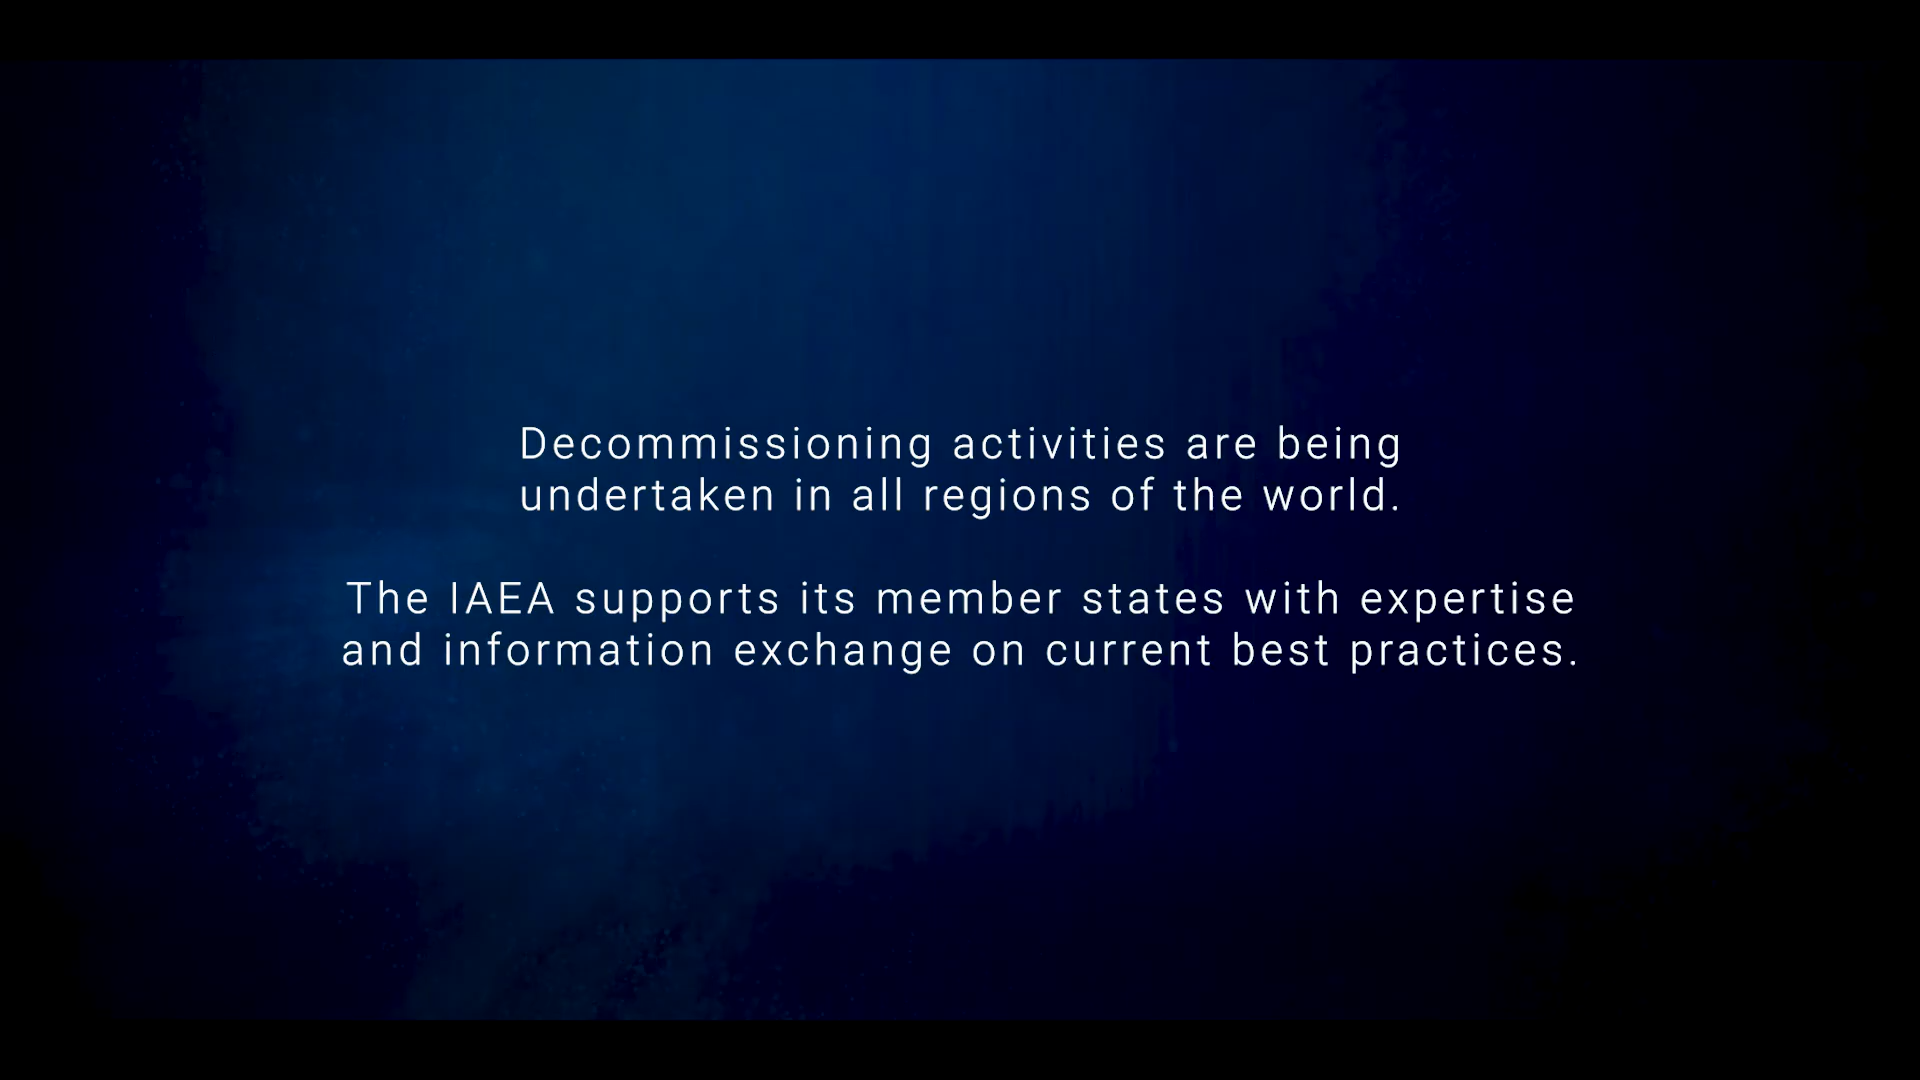 Decommissioning activities are being
undertaken in all regions of the world.
The IAEA supports its member states with expertise
and information exchange on current best practices.